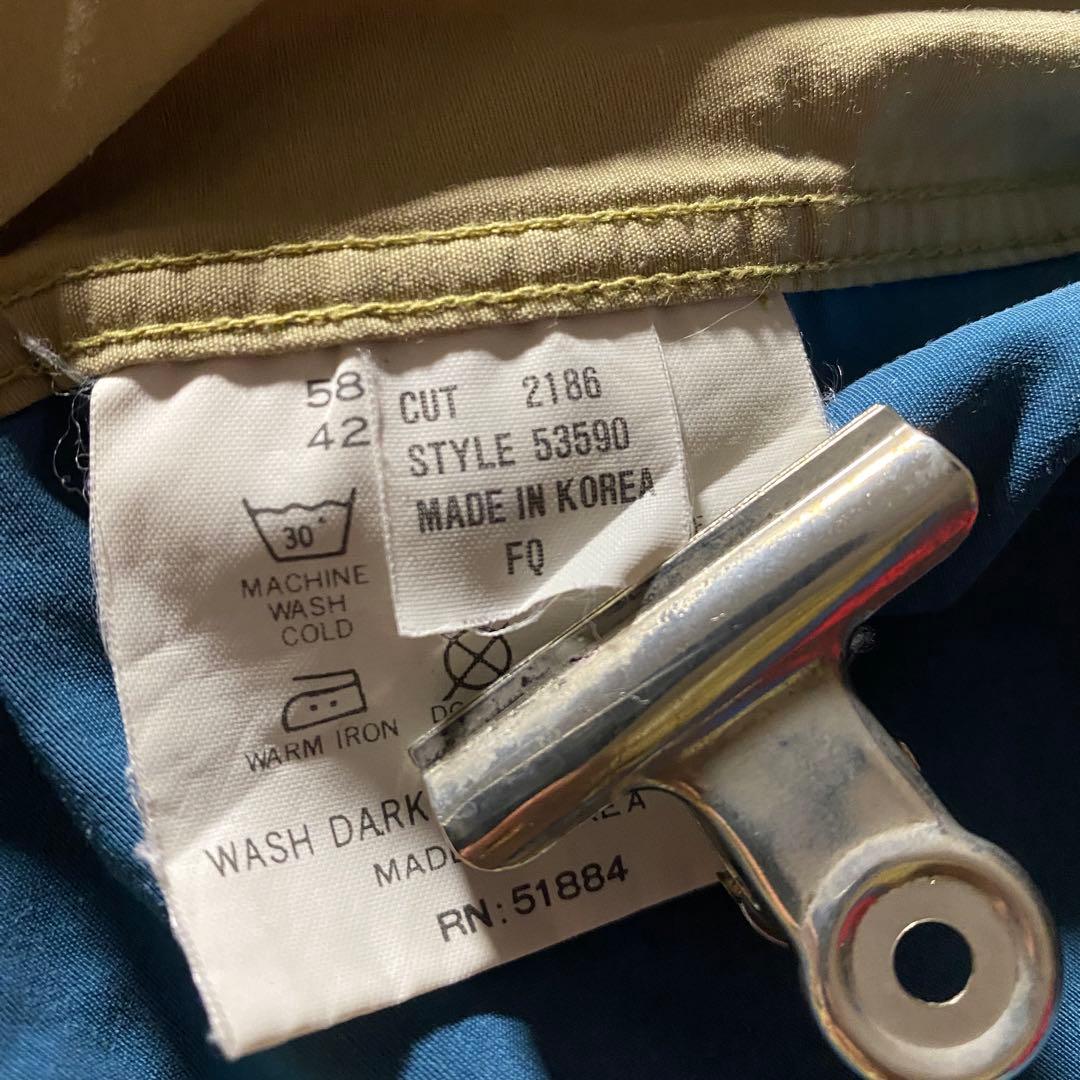 58
42
CUT 2186
STYLE 53590
MADE IN KOREA
FQ
30°
MACHINE
WASH
COLD
WARM IRON
WASH DARK
RN:51884